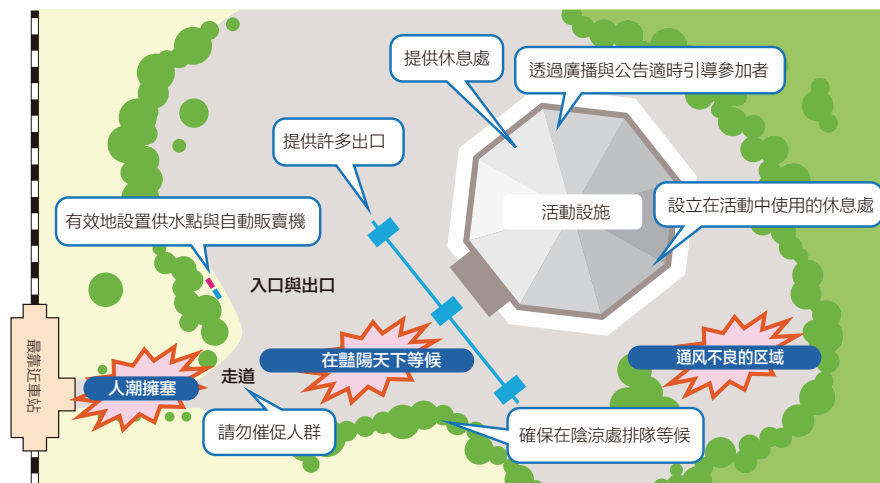 提供休息處
透過廣播與公告適時引導參加者
提供許多出口
活動設施
設立在活動中使用的休息處
有效地設置供水點與自動販賣機
入口與出口
在豔陽天下等候
通风不良的区域
最靠近車站
人潮擁塞
走道
請勿催促人群
確保在陰涼處排隊等候